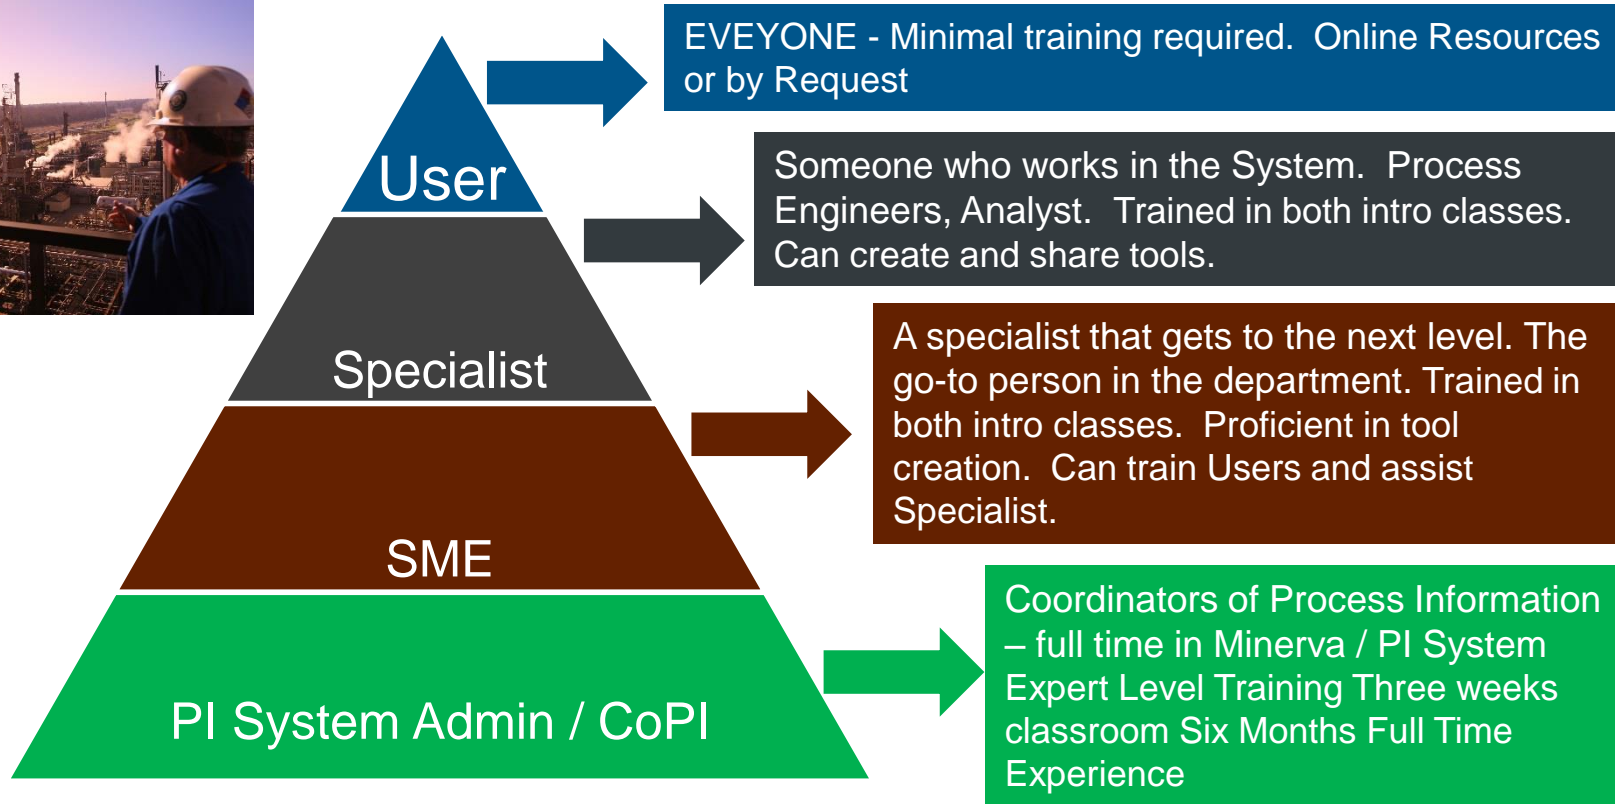 EVEYONE - Minimal training required.  Online Resources
or by Request
User
Someone who works in the System.  Process
Engineers, Analyst.  Trained in both intro classes.
Can create and share tools.
Specialist
A specialist that gets to the next level. The
go-to person in the department. Trained in
both intro classes.  Proficient in tool
creation.  Can train Users and assist
Specialist.
SME
Coordinators of Process Information
– full time in Minerva / PI System
Expert Level Training Three weeks
classroom Six Months Full Time
Experience
PI System Admin / CoPI